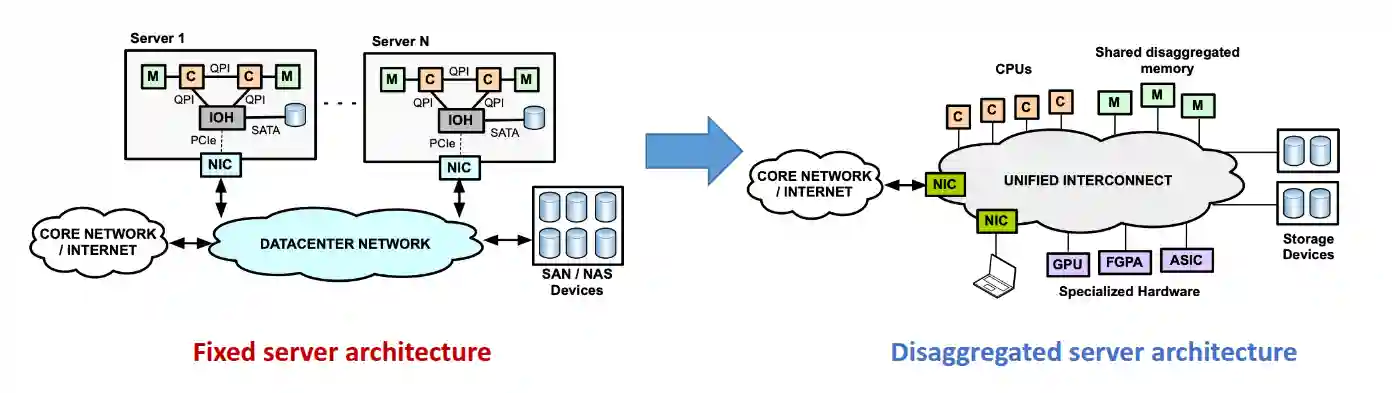 Server 1
M
C
QPI
C
M
QPI
QPI
IOH
SATA
PCIe
NIC
Server N
M
C
QPI
C
M
QPI
QPI
IOH
SATA
PCIe
NIC
CORE NETWORK
/ INTERNET
DATACENTER NETWORK
SAN / NAS
Devices
Fixed server architecture
CPUs
Shared disaggregated
memory
C
C
C
C
M
M
M
CORE NETWORK
/ INTERNET
NIC
UNIFIED INTERCONNECT
NIC
GPU
FGPA
ASIC
Specialized Hardware
Storage
Devices
Disaggregated server architecture